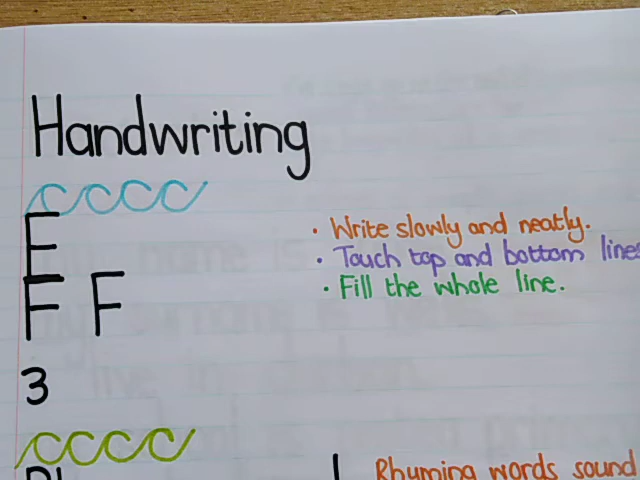 Handwriting
cccc
E
F F
3
• Write slowly and neatly.
• Touch top and bottom lines
• Fill the whole line.
cccc
Rhyming words sound